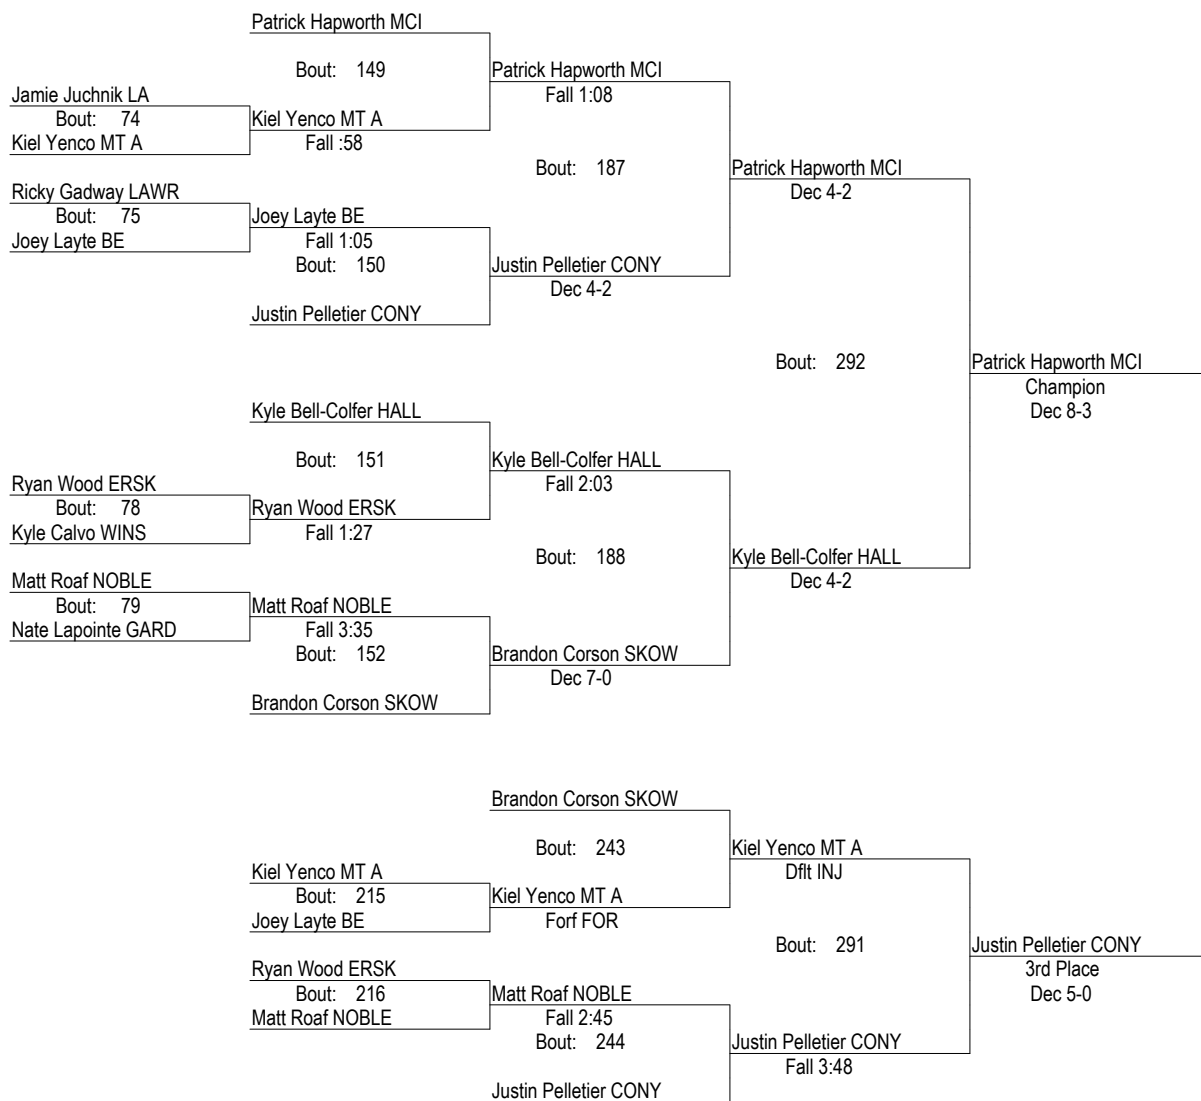 Patrick Hapworth MCI
Bout: 149
Patrick Hapworth MCI
Jamie Juchnik LA
Fall 1:08
Bout: 74
Kiel Yenco MT A
Kiel Yenco MT A
Fall :58
Bout: 187
Patrick Hapworth MCI
Ricky Gadway LAWR
Dec 4-2
Bout: 75
Joey Layte BE
Joey Layte BE
Fall 1:05
Bout: 150
Justin Pelletier CONY
Dec 4-2
Justin Pelletier CONY
Bout: 292
Patrick Hapworth MCI
Champion
Kyle Bell-Colfer HALL
Dec 8-3
Bout: 151
Kyle Bell-Colfer HALL
Ryan Wood ERSK
Fall 2:03
Bout: 78
Ryan Wood ERSK
Kyle Calvo WINS
Fall 1:27
Bout: 188
Kyle Bell-Colfer HALL
Matt Roaf NOBLE
Dec 4-2
Bout: 79
Matt Roaf NOBLE
Nate Lapointe GARD
Fall 3:35
Bout: 152
Brandon Corson SKOW
Dec 7-0
Brandon Corson SKOW
Brandon Corson SKOW
Bout: 243
Kiel Yenco MT A
Kiel Yenco MT A
Dflt INJ
Bout: 215
Kiel Yenco MT A
Joey Layte BE
Forf FOR
Bout: 291
Justin Pelletier CONY
Ryan Wood ERSK
3rd Place
Bout: 216
Matt Roaf NOBLE
Dec 5-0
Matt Roaf NOBLE
Fall 2:45
Bout: 244
Justin Pelletier CONY
Fall 3:48
Justin Pelletier CONY